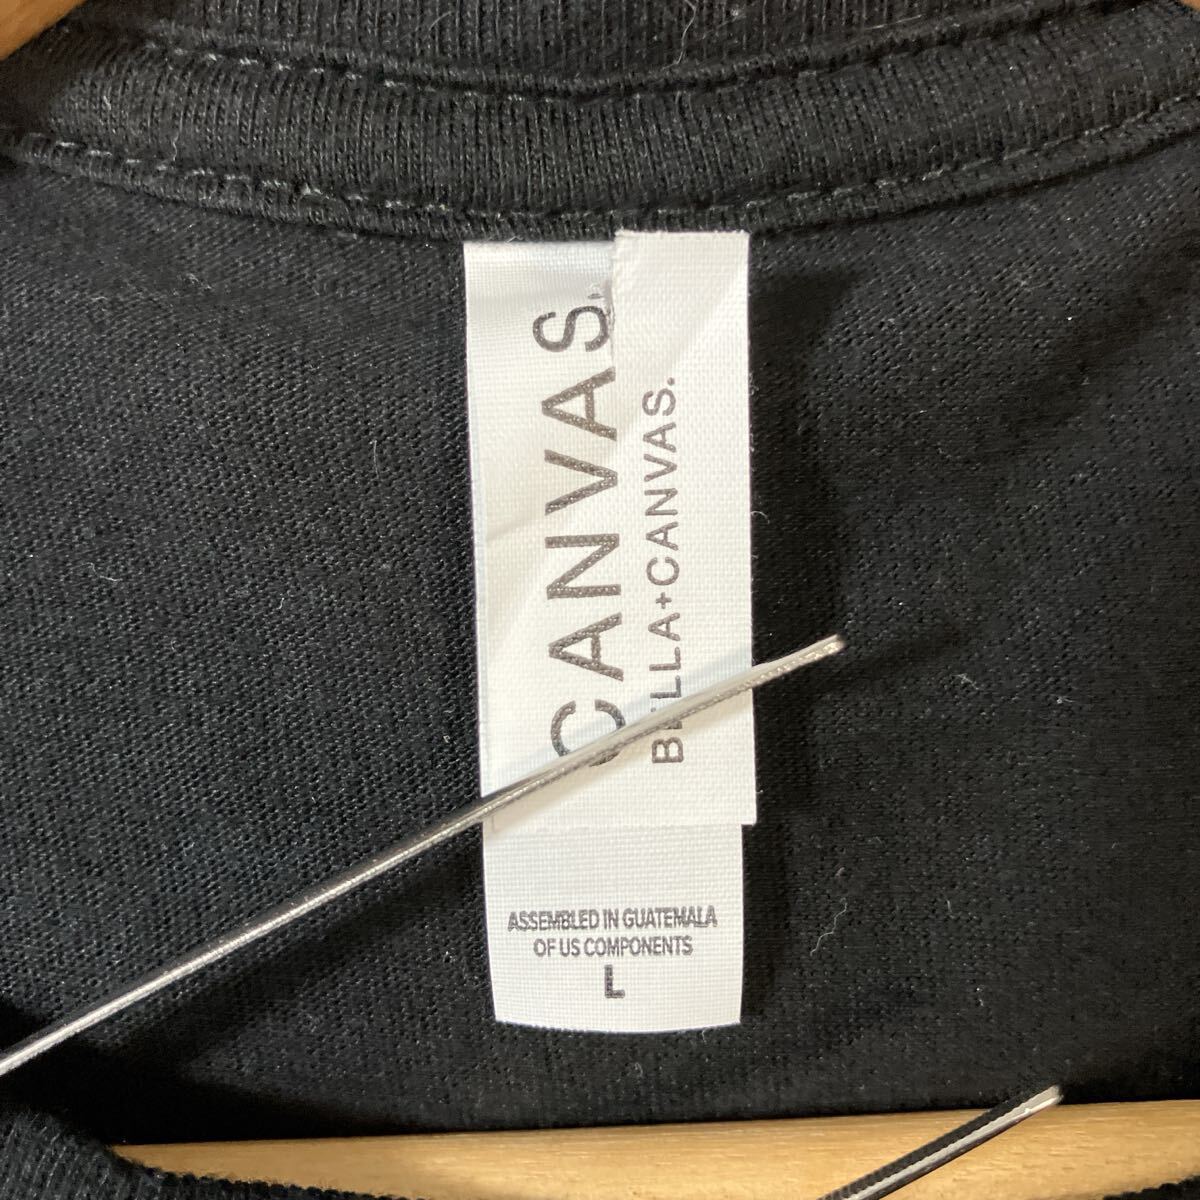 CANVAS.
BELLA+CANVAS.
ASSEMBLED IN GUATEMALA
OF US COMPONENTS
L